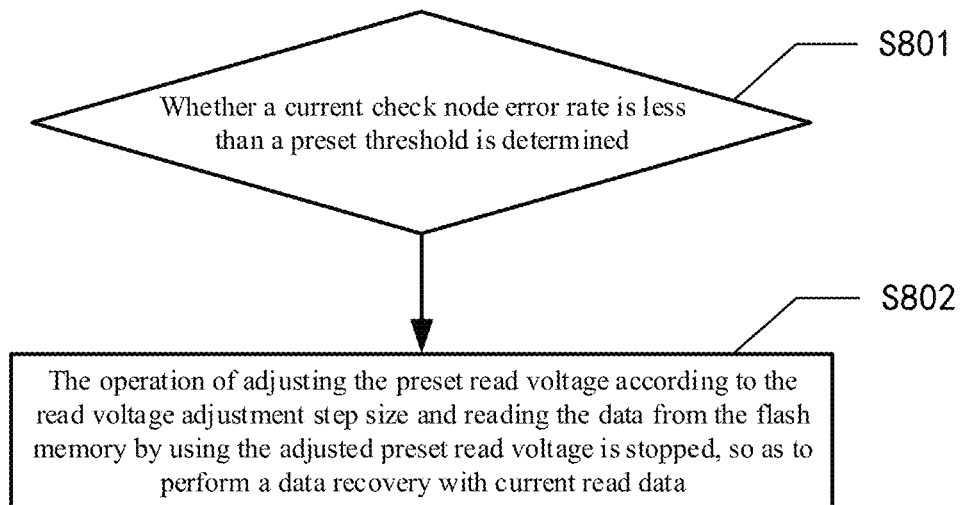 S801
Whether a current check node error rate is less
than a preset threshold is determined
S802
The operation of adjusting the preset read voltage according to the
read voltage adjustment step size and reading the data from the flash
memory by using the adjusted preset read voltage is stopped, so as to
perform a data recovery with current read data